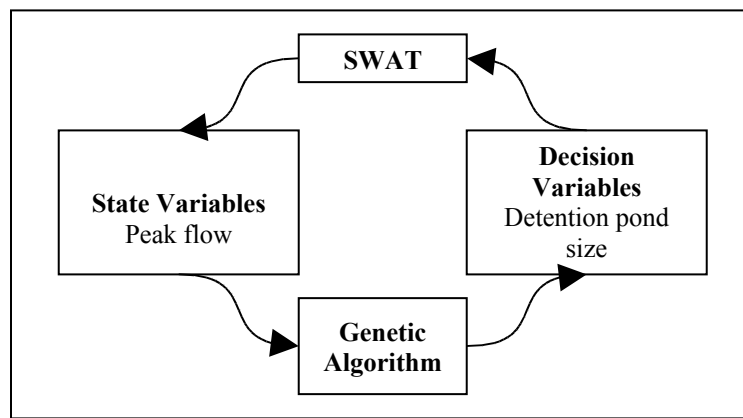 SWAT
State Variables
Peak flow
Decision
Variables
Detention pond
size
Genetic
Algorithm